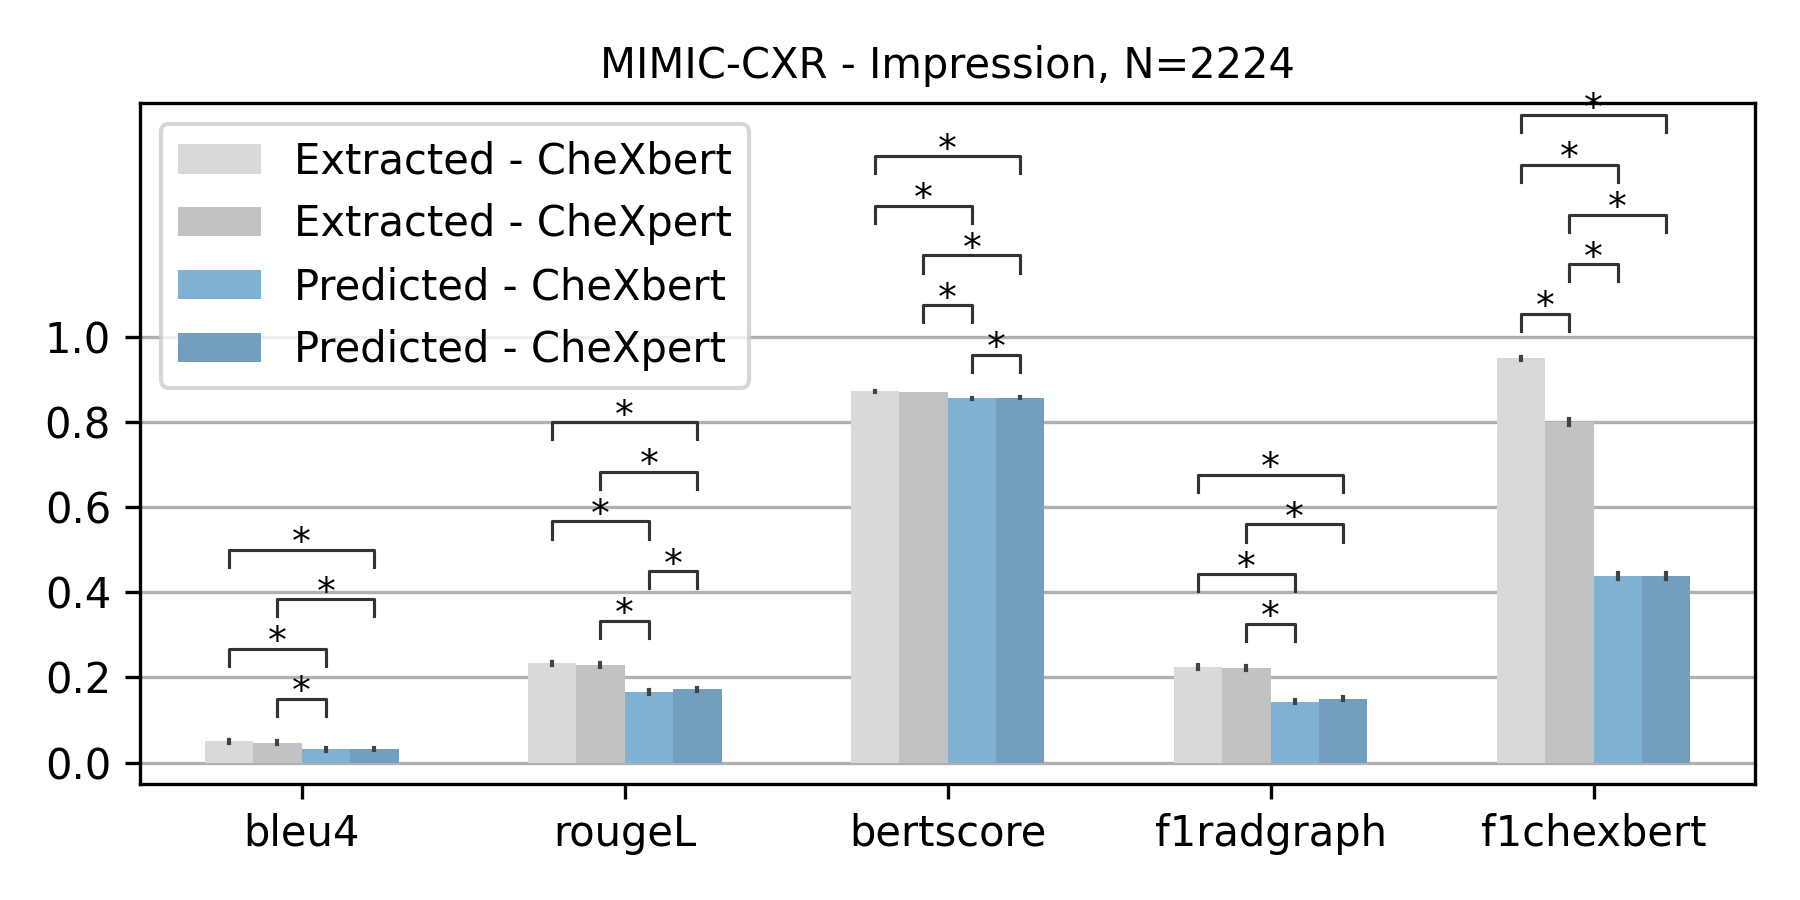 MIMIC-CXR - Impression, N=2224
Extracted - CheXbert
Extracted - CheXpert
Predicted - CheXbert
Predicted - CheXpert
* * * * *
* * * *
* * * * *
* * * *
* * * * *
1.0
0.8
0.6
0.4
0.2
0.0
bleu4 rougeL bertscore f1radgraph f1chexbert